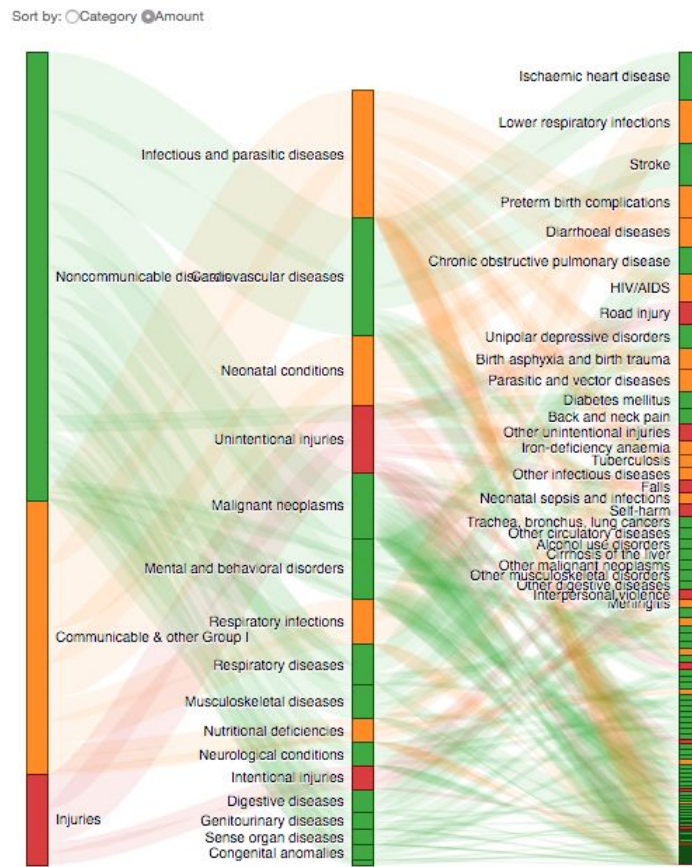 Sort by: Category Amount
Noncommunicable diseases
Communicable & other Group I
Injuries
Infectious and parasitic diseases
Cardiovascular diseases
Neonatal conditions
Unintentional injuries
Malignant neoplasms
Mental and behavioral disorders
Respiratory infections
Respiratory diseases
Musculoskeletal diseases
Nutritional deficiencies
Neurological conditions
Intentional injuries
Digestive diseases
Genitourinary diseases
Sense organ diseases
Congenital anomalies
Ischaemic heart disease
Lower respiratory infections
Stroke
Preterm birth complications
Diarrhoeal diseases
Chronic obstructive pulmonary disease
HIV/AIDS
Road injury
Unipolar depressive disorders
Birth asphyxia and birth trauma
Parasitic and vector diseases
Diabetes mellitus
Back and neck pain
Other unintentional injuries
Iron-deficiency anaemia
Tuberculosis
Other infectious diseases
Falls
Neonatal sepsis and infections
Self-harm
Trachea, bronchus, lung cancers
Other circulatory diseases
Alcohol use disorders
Cirrhosis of the liver
Other malignant neoplasms
Other musculoskeletal disorders
Other digestive diseases
Interpersonal violence
Meningitis